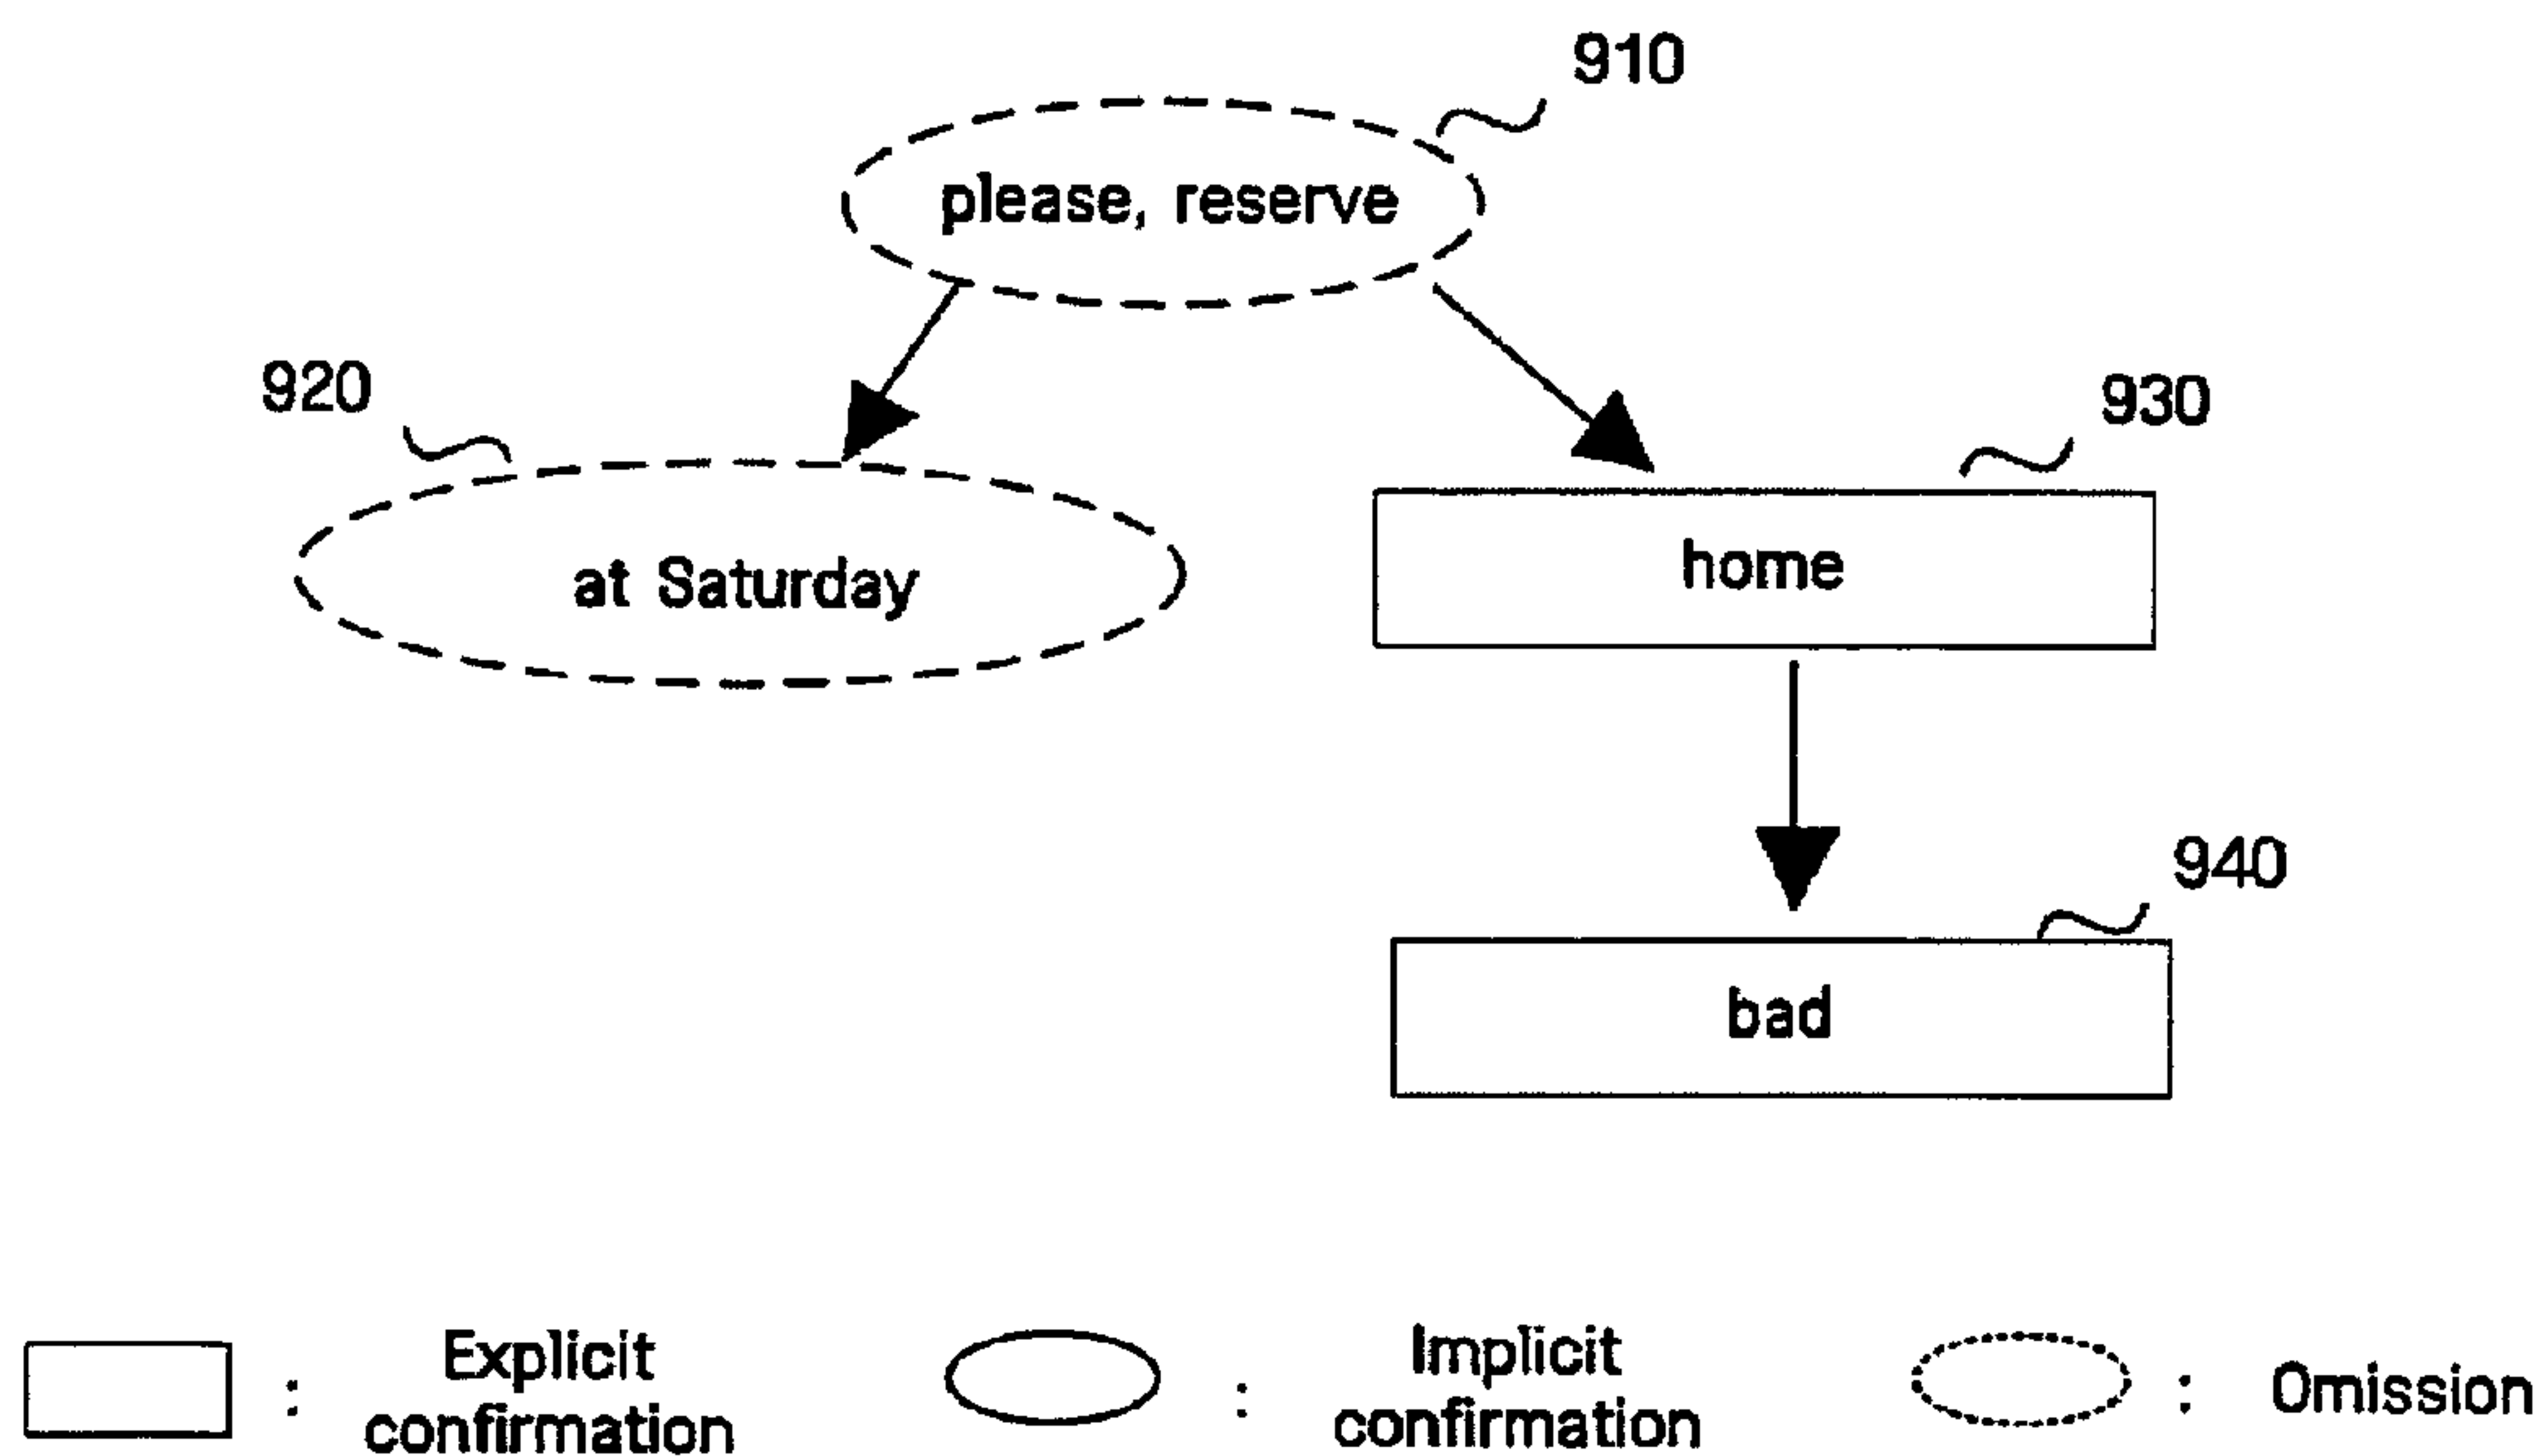 910
please, reserve
920
930
at Saturday
home
940
bad
: Explicit
confirmation
: Implicit
confirmation
: Omission